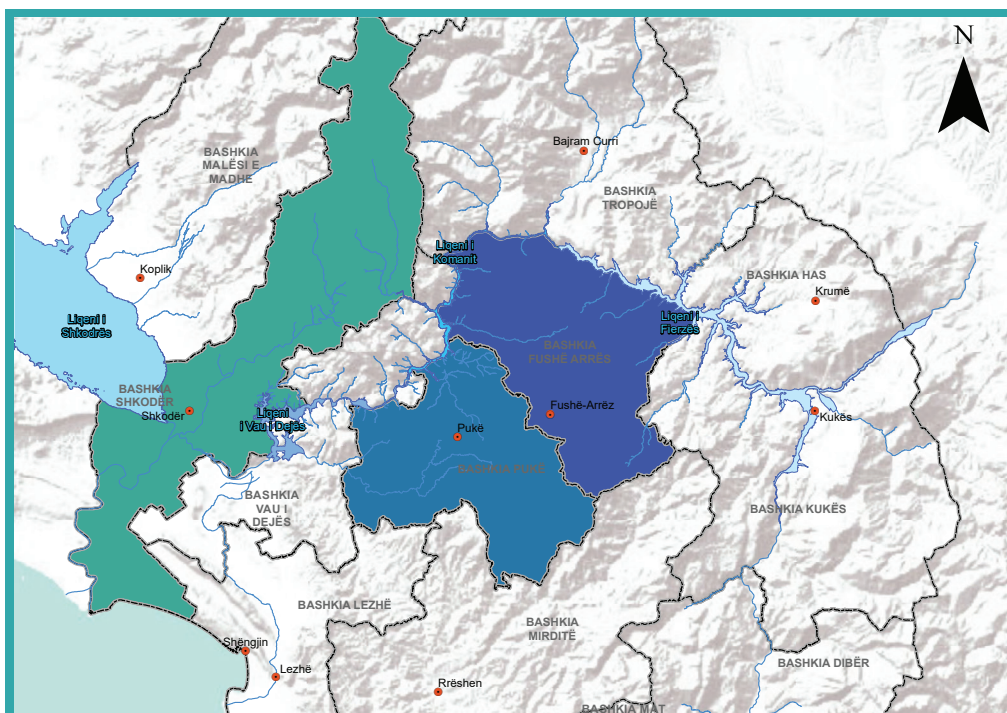 N
Bajram Curri
BASHKIA
MALËSI E
MADHE
BASHKIA
TROPOJË
Liqeni i
Komanit
Koplik
BASHKIA HAS
Krumë
Liqeni i
Shkodrës
Liqeni i
Fierzës
BASHKIA
FUSHË ARRËS
BASHKIA
SHKODËR
Shkodër
Liqeni
i Vau i Dejës
Fushë-Arrëz
Kukës
Pukë
BASHKIA PUKË
BASHKIA
VAU I
DEJËS
BASHKIA KUKËS
BASHKIA LEZHË
BASHKIA
MIRDITË
Shëngjin
Lezhë
BASHKIA DIBËR
Rrëshen
BASHKIA MAT